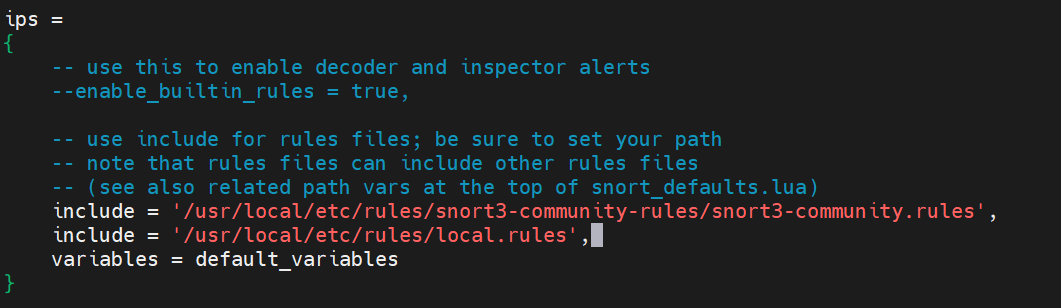 ips =
{
    -- use this to enable decoder and inspector alerts
    --enable_builtin_rules = true,

    -- use include for rules files; be sure to set your path
    -- note that rules files can include other rules files
    -- (see also related path vars at the top of snort_defaults.lua)
    include = '/usr/local/etc/rules/snort3-community-rules/snort3-community.rules',
    include = '/usr/local/etc/rules/local.rules',
    variables = default_variables
}